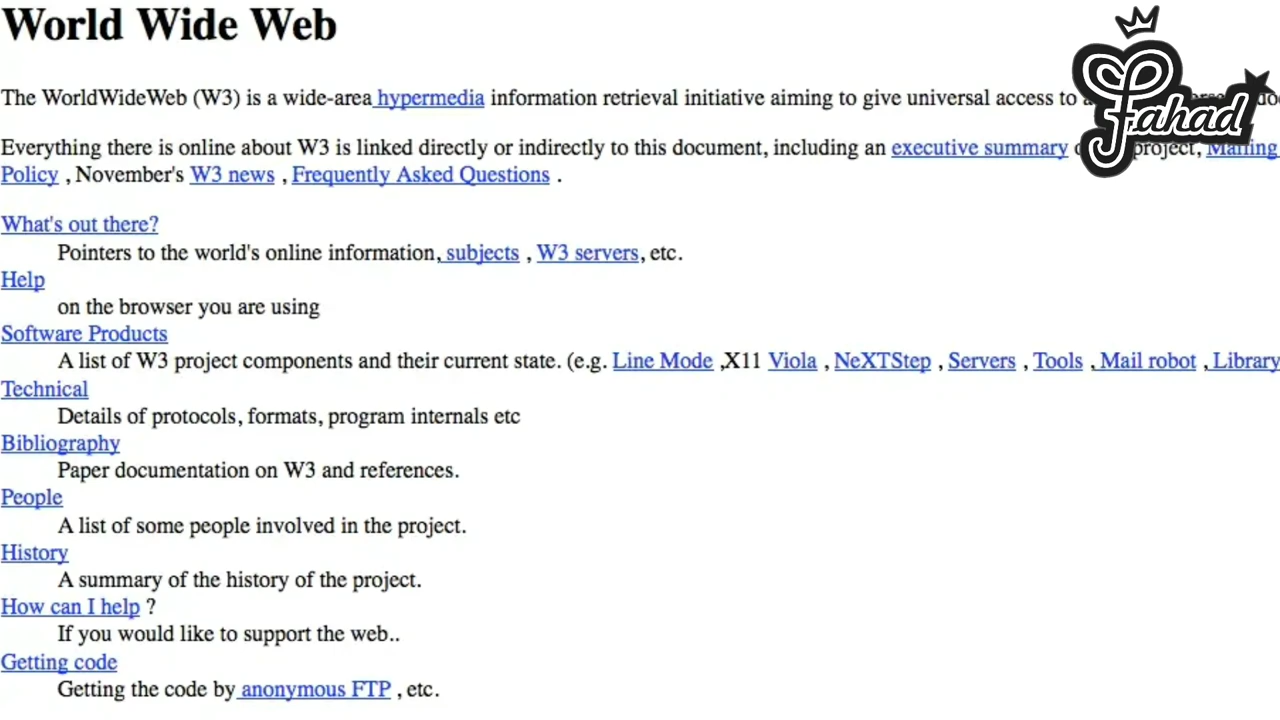 World Wide Web
Fahad
The WorldWideWeb (W3) is a wide-area hypermedia information retrieval initiative aiming to give universal access to
Everything there is online about W3 is linked directly or indirectly to this document, including an executive summary project, Mailing
Policy , November's W3 news , Frequently Asked Questions .
What's out there?
Pointers to the world's online information, subjects , W3 servers, etc.
Help
on the browser you are using
Software Products
A list of W3 project components and their current state. (e.g. Line Mode ,X11 Viola , NeXTStep , Servers , Tools , Mail robot , Library
Technical
Details of protocols, formats, program internals etc
Bibliography
Paper documentation on W3 and references.
People
A list of some people involved in the project.
History
A summary of the history of the project.
How can I help ?
If you would like to support the web..
Getting code
Getting the code by anonymous FTP , etc.